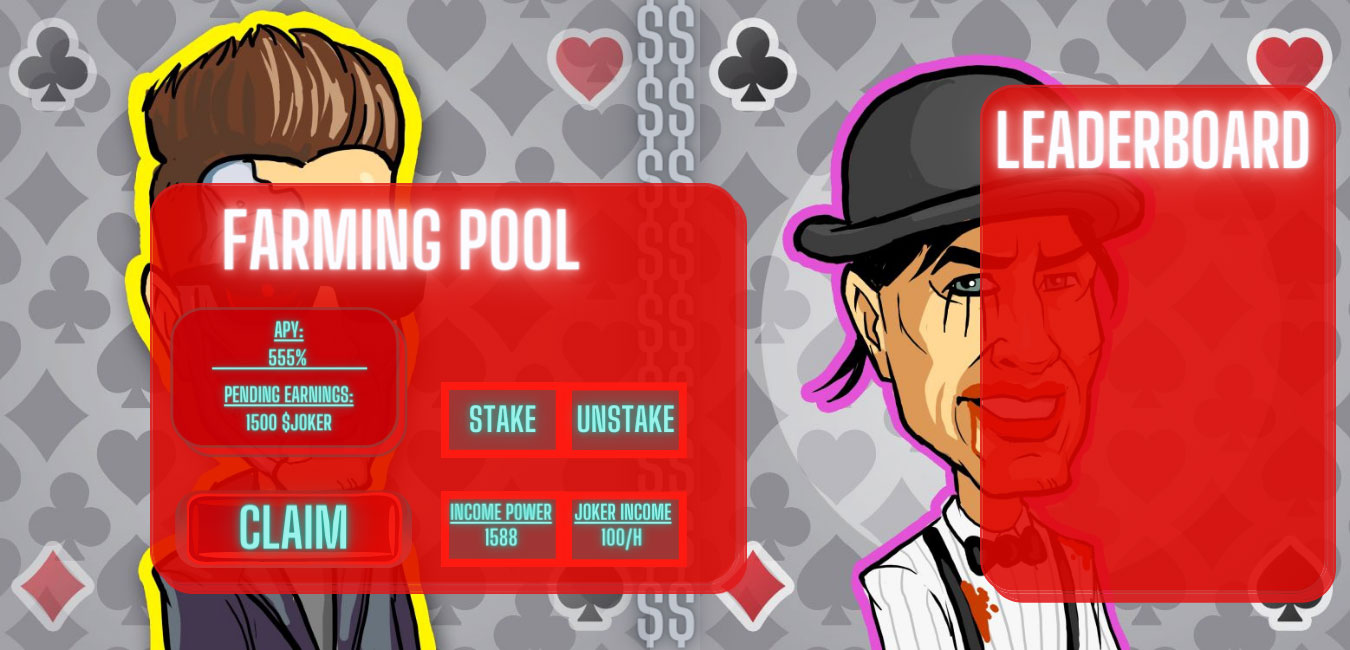 FARMING POOL
APY:
555%
PENDING EARNINGS:
1500 $JOKER
CLAIM
STAKE
UNSTAKE
INCOME POWER
1588
JOKER INCOME
100/H
LEADERBOARD
$$
$$
$$
$$
$$
$$
$$
$$
$$